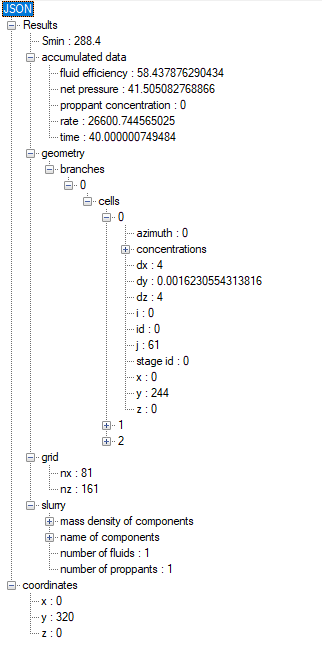 JSON
Results
Smin : 288.4
accumulated data
fluid efficiency : 58.437876290434
net pressure : 41.505082768866
proppant concentration : 0
rate : 26600.744565025
time : 40.000000749484
geometry
branches
0
cells
0
azimuth : 0
concentrations
dx : 4
dy : 0.0016230554313816
dz : 4
i : 0
id : 0
j : 61
stage id : 0
x : 0
y : 244
z : 0
1
2
grid
nx : 81
nz : 161
slurry
mass density of components
name of components
number of fluids : 1
number of proppants : 1
coordinates
x : 0
y : 320
z : 0